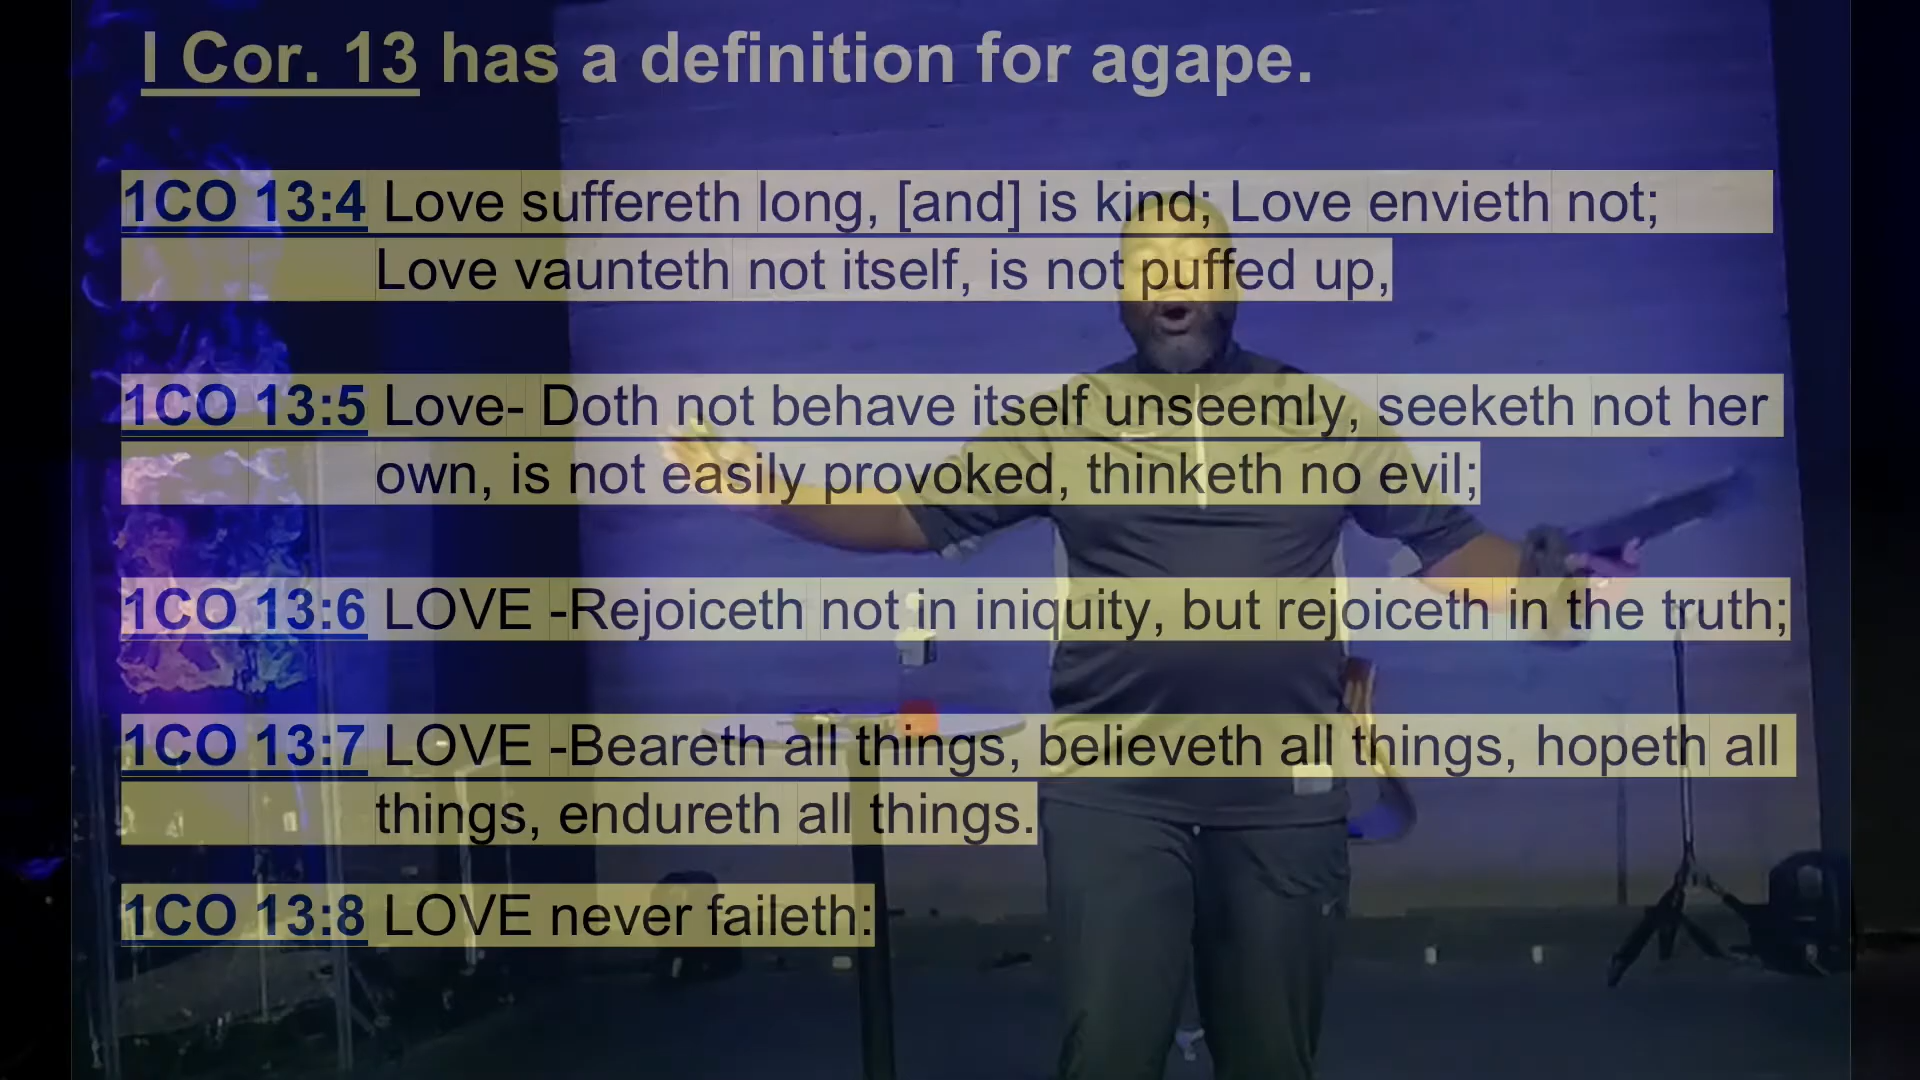 I Cor. 13 has a definition for agape.
1CO 13:4 Love suffereth long, [and] is kind; Love envieth not;
Love vaunteth not itself, is not puffed up,
1CO 13:5 Love- Doth not behave itself unseemly, seeketh not her
own, is not easily provoked, thinketh no evil;
1CO 13:6 LOVE -Rejoiceth not in iniquity, but rejoiceth in the truth;
1CO 13:7 LOVE -Beareth all things, believeth all things, hopeth all
things, endureth all things.
1CO 13:8 LOVE never faileth: